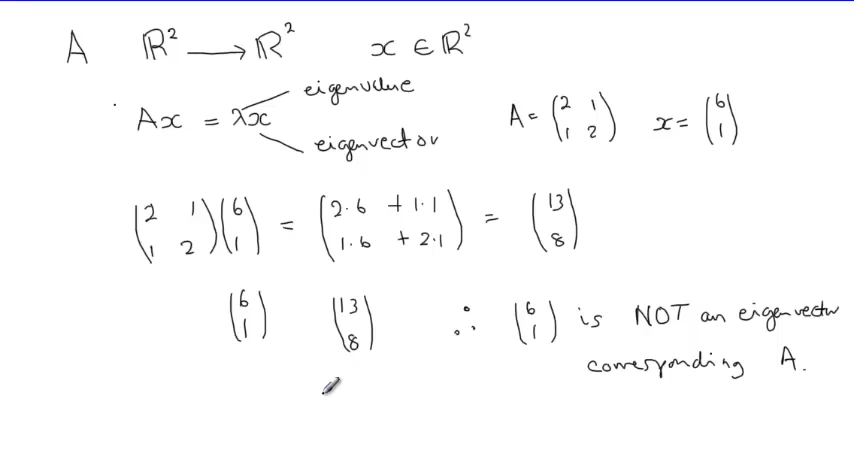 A ℝ² ⟶ ℝ² x ∈ ℝ²
eigenvalue
Ax = λx
eigenvector
A = (2 1; 1 2) x = (6; 1)
(2 1; 1 2)(6; 1) = (2·6 + 1·1; 1·6 + 2·1) = (13; 8)
(6; 1) (13; 8) ∴ (6; 1) is NOT an eigenvector
corresponding A.